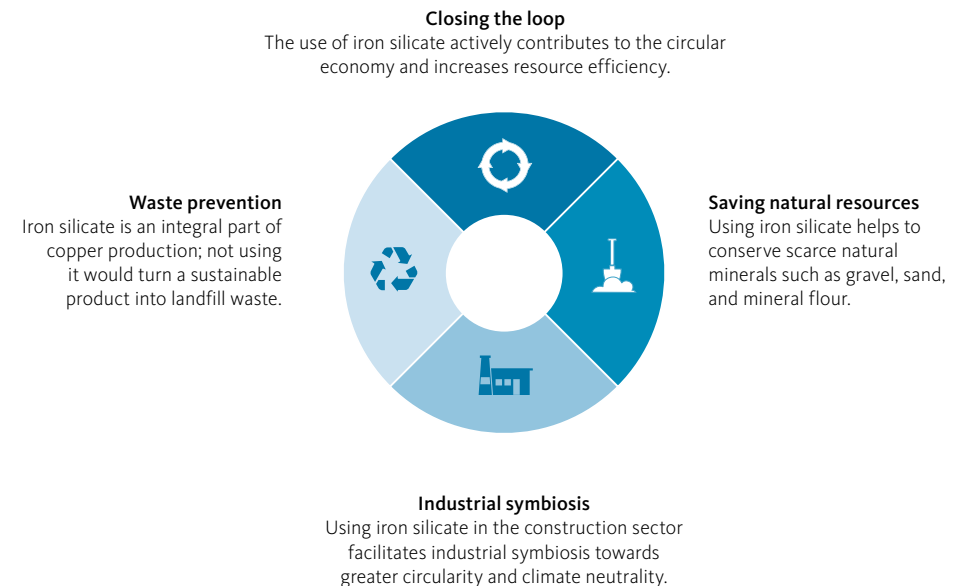 Closing the loop
The use of iron silicate actively contributes to the circular
economy and increases resource efficiency.
Waste prevention
Iron silicate is an integral part of
copper production; not using
it would turn a sustainable
product into landfill waste.
Saving natural resources
Using iron silicate helps to
conserve scarce natural
minerals such as gravel, sand,
and mineral flour.
Industrial symbiosis
Using iron silicate in the construction sector
facilitates industrial symbiosis towards
greater circularity and climate neutrality.